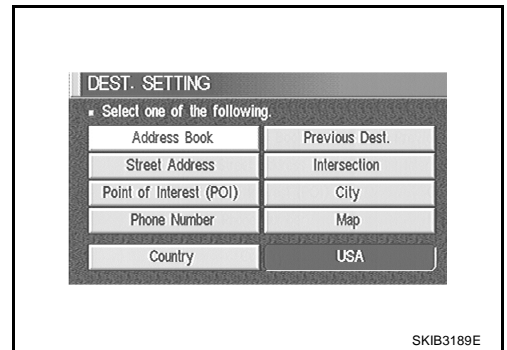 DEST. SETTING
Select one of the following.
Address Book
Previous Dest.
Street Address
Intersection
Point of Interest (POI)
City
Phone Number
Map
Country
USA
SKIB3189E